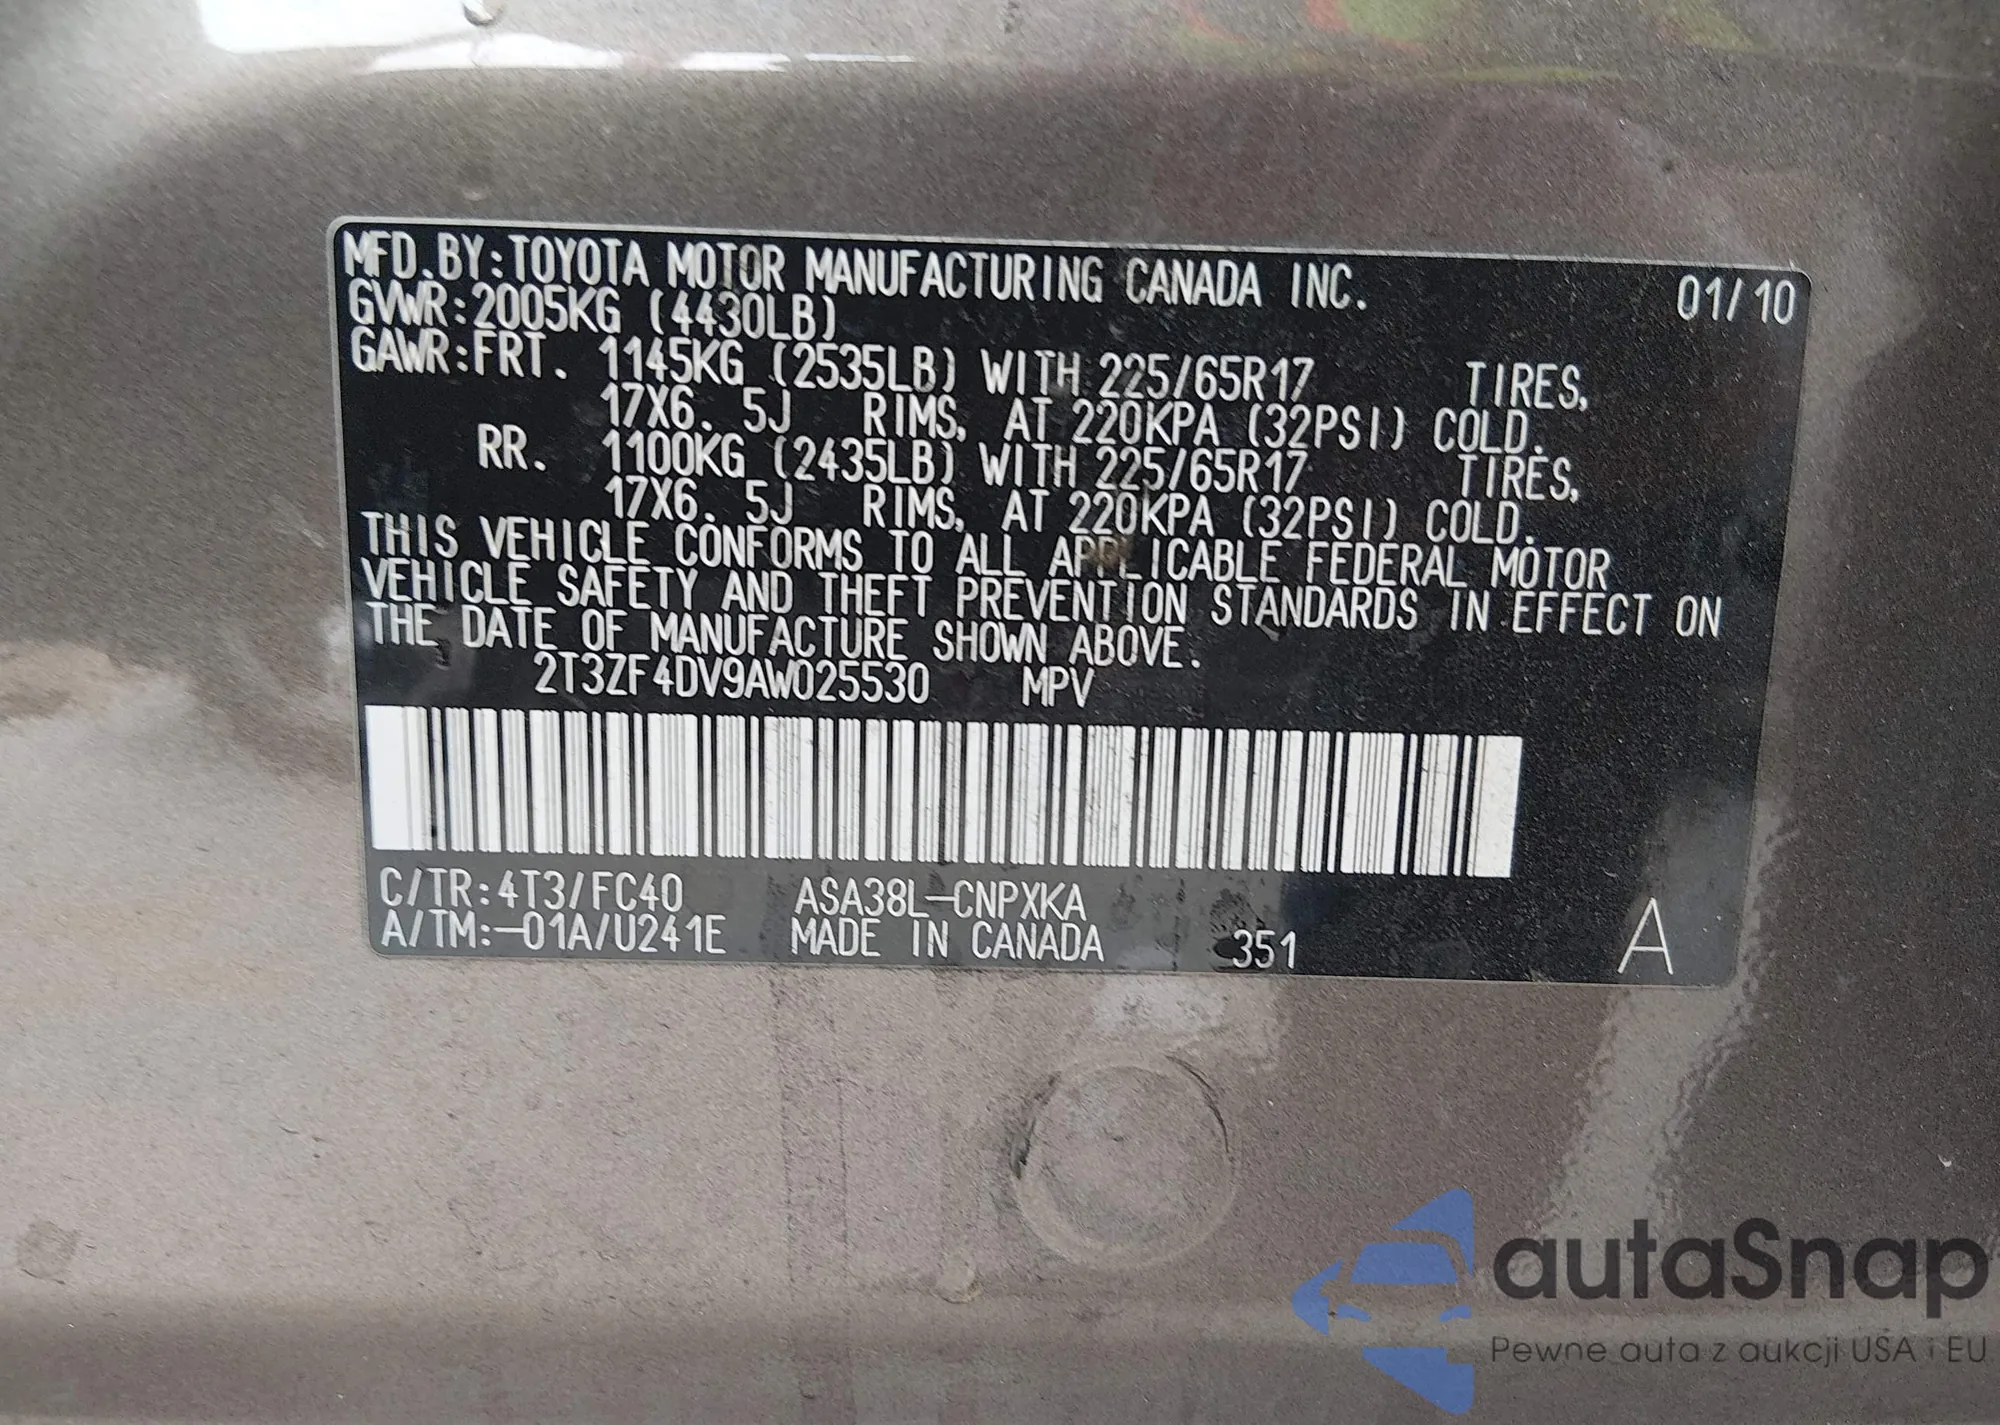 MFD.BY:TOYOTA MOTOR MANUFACTURING CANADA INC. 01/10
GVWR:2005KG (4430LB)
GAWR:FRT. 1145KG (2535LB) WITH 225/65R17 TIRES,
17X6. 5J RIMS, AT 220KPA (32PSI) COLD.
RR. 1100KG (2435LB) WITH 225/65R17 TIRES,
17X6. 5J RIMS, AT 220KPA (32PSI) COLD.
THIS VEHICLE CONFORMS TO ALL APPLICABLE FEDERAL MOTOR
VEHICLE SAFETY AND THEFT PREVENTION STANDARDS IN EFFECT ON
THE DATE OF MANUFACTURE SHOWN ABOVE.
2T3ZF4DV9AW025530 MPV
C/TR:4T3/FC40 ASA38L-CNPXKA
A/TM:-01A/U241E MADE IN CANADA 351 A
autaSnap
Pewne auta z aukcji USA i EU